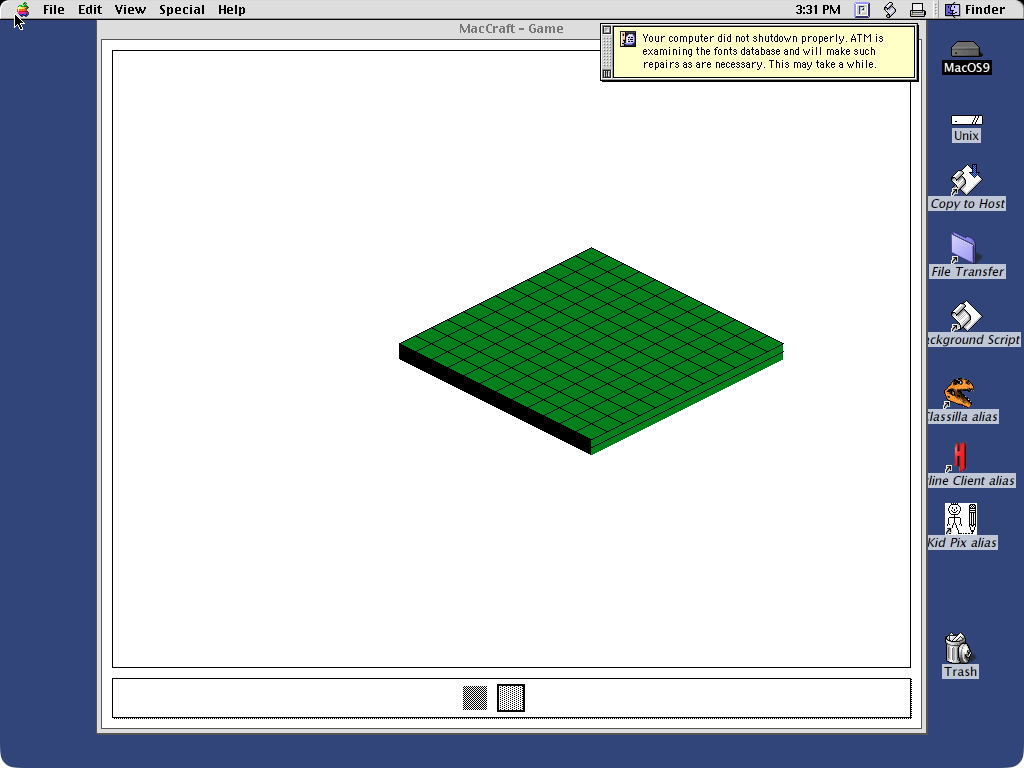 File Edit View Special Help 3:31 PM Finder
MacCraft - Game
Your computer did not shutdown properly. ATM is
examining the fonts database and will make such
repairs as are necessary. This may take a while.
MacOS9
Unix
Copy to Host
File Transfer
ckground Script
Classilla alias
line Client alias
Kid Pix alias
Trash